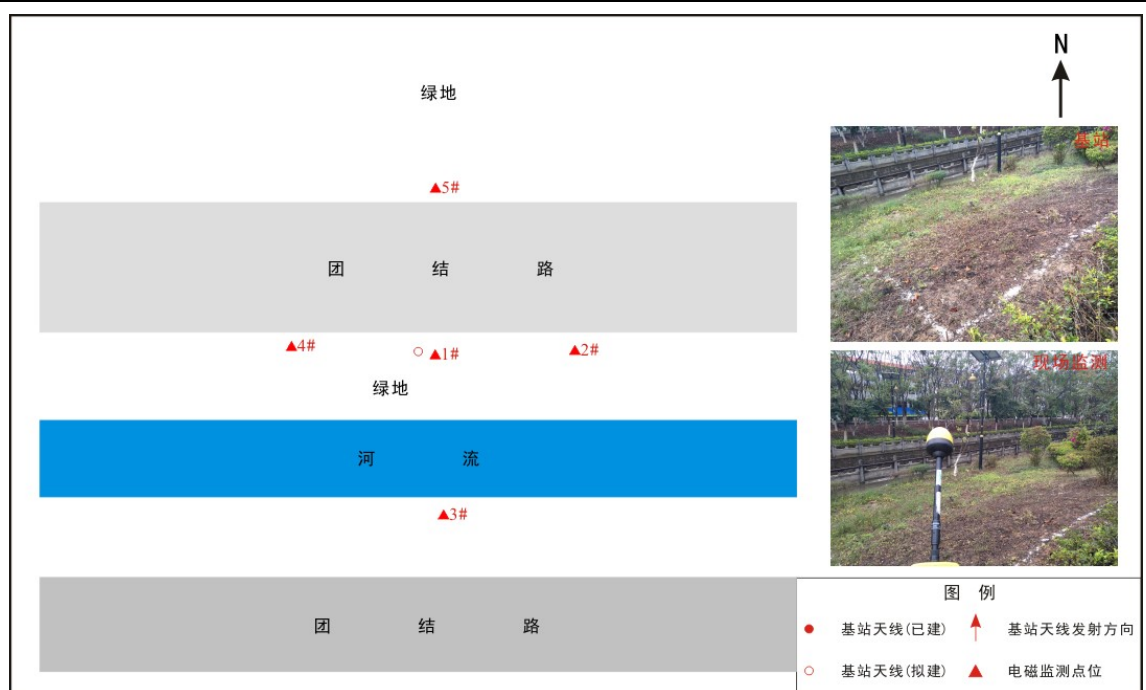 N
绿地
基站
▲5#
团 结 路
▲4#
▲1#
▲2#
现场监测
绿地
河 流
▲3#
图 例
基站天线(已建)
基站天线发射方向
团 结 路
基站天线(拟建)
电磁监测点位